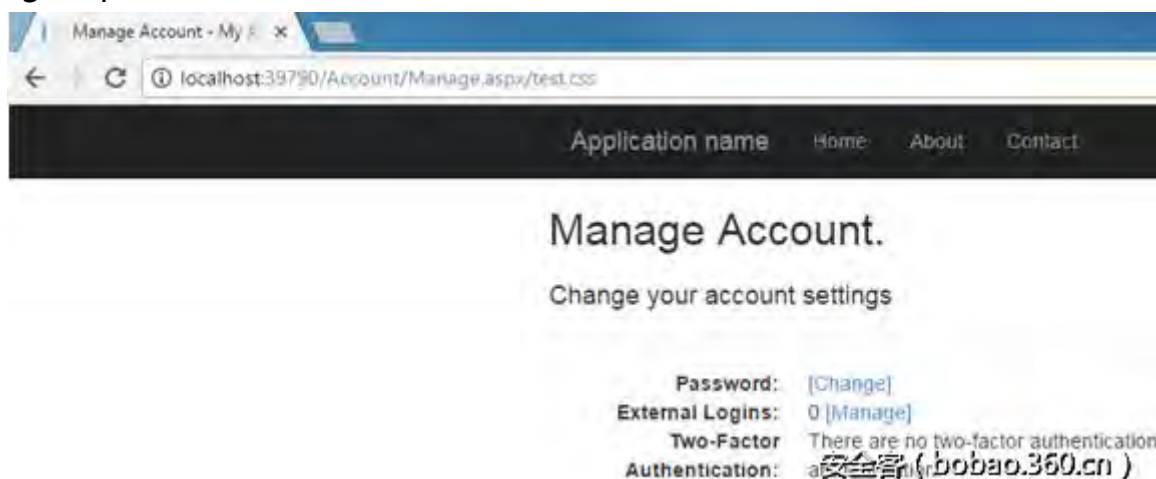 Manage Account - My
localhost:39790/Account/Manage.aspx/test.css
Application name Home About Contact
Manage Account.
Change your account settings
Password: [Change]
External Logins: 0 [Manage]
Two-Factor There are no two-factor authentication
Authentication:
安全客 ( bobao.360.cn )